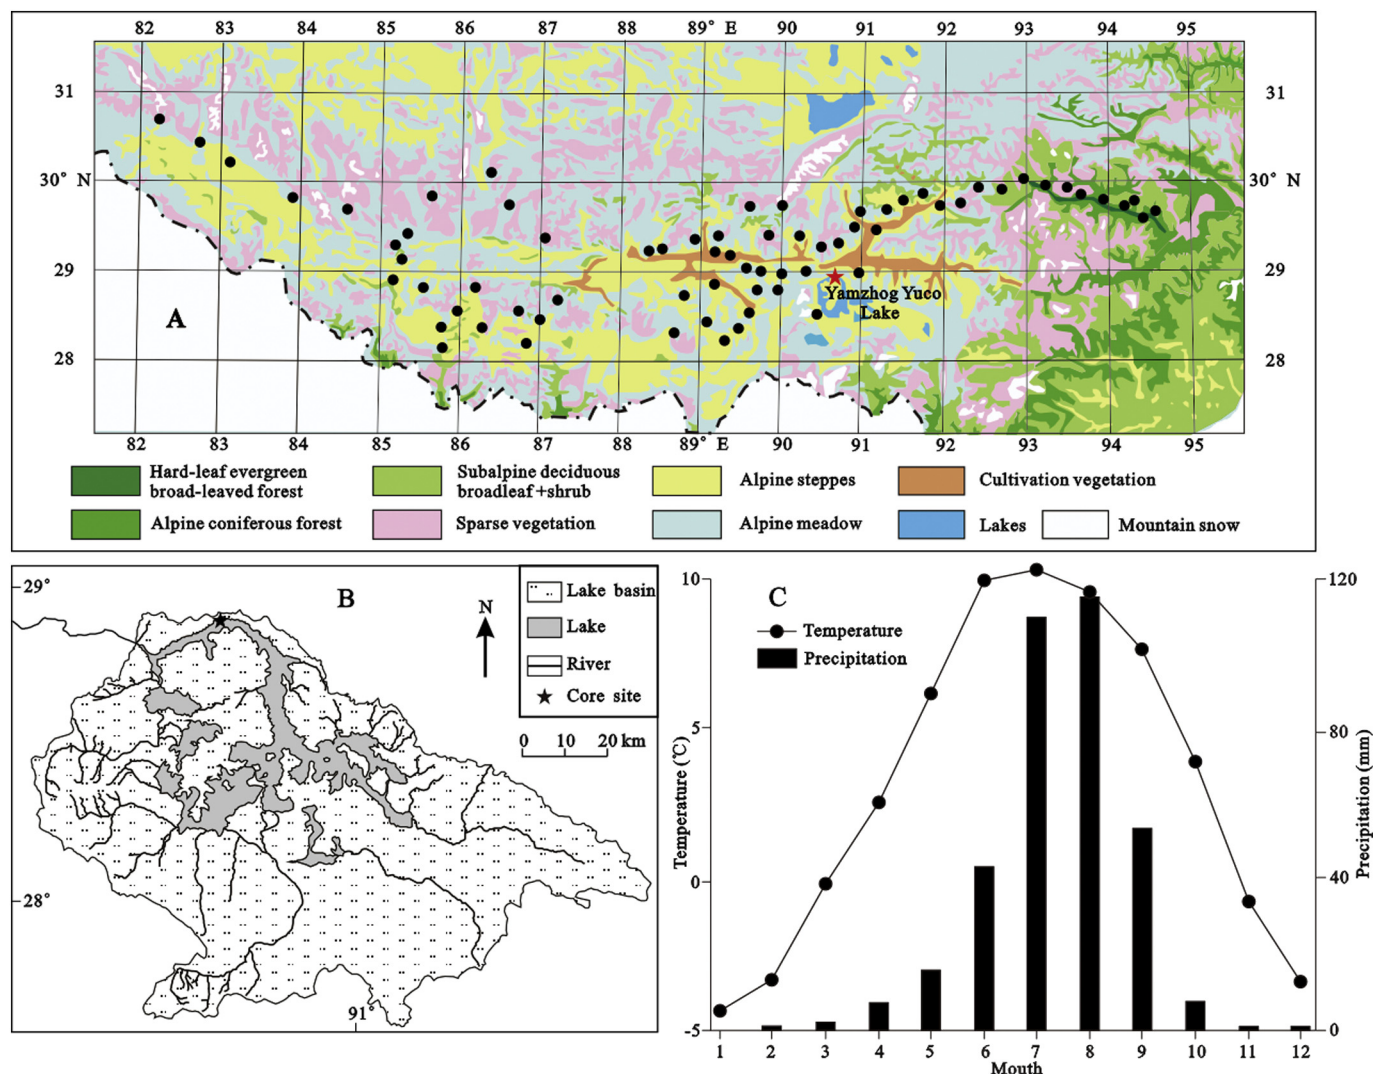 82 83 84 85 86 87 88 89° E 90 91 92 93 94 95
31 31
30° N 30° N
29 29
Yamzhog Yuco
Lake
A
28 28
82 83 84 85 86 87 88 89° E 90 91 92 93 94 95
Hard-leaf evergreen
broad-leaved forest
Subalpine deciduous
broadleaf +shrub
Alpine steppes
Cultivation vegetation
Alpine coniferous forest
Sparse vegetation
Alpine meadow
Lakes
Mountain snow
29°
B
N
Lake basin
Lake
River
Core site
0 10 20 km
28°
91°
C
Temperature
Precipitation
10
5
0
-5
Temperature (℃)
120
80
40
0
Precipitation (mm)
1 2 3 4 5 6 7 8 9 10 11 12
Mouth